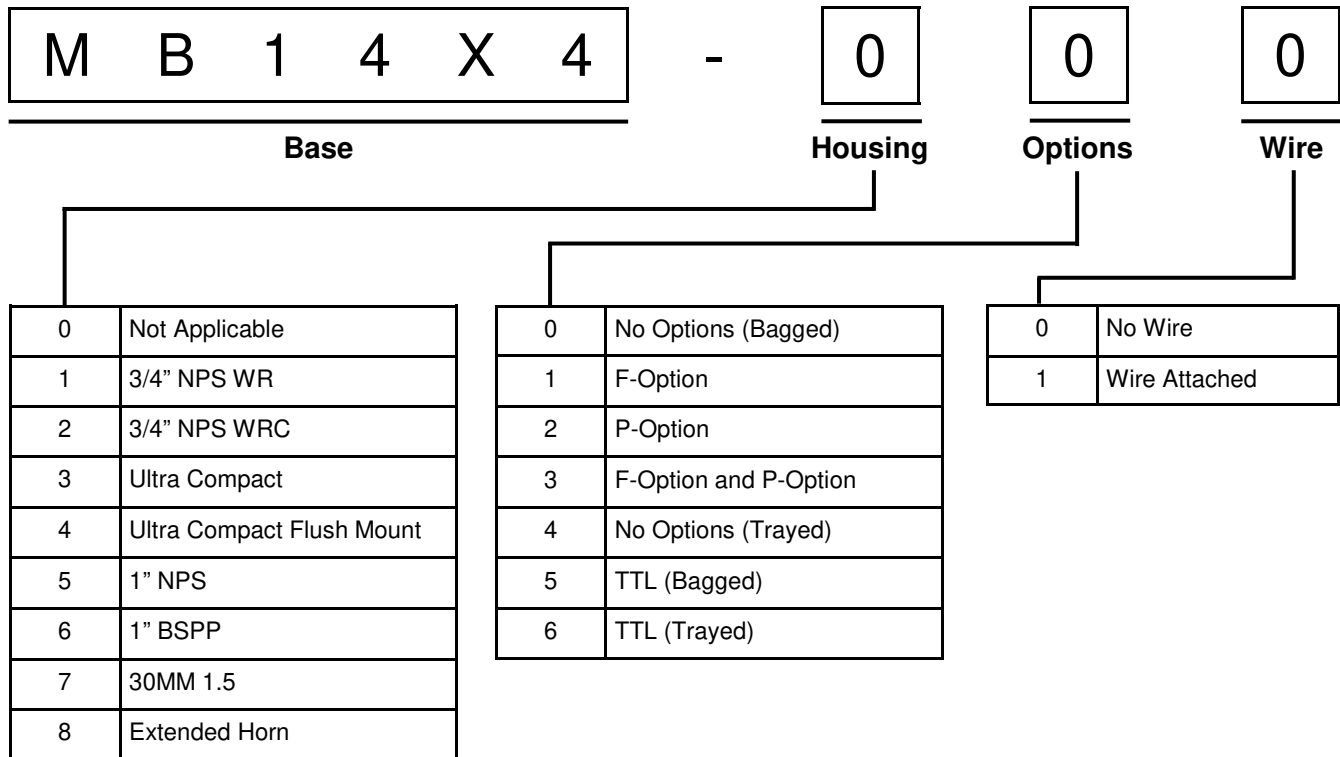 M B 1 4 X 4 - 0 0 0
Base Housing Options Wire
0 Not Applicable
1 3/4” NPS WR
2 3/4” NPS WRC
3 Ultra Compact
4 Ultra Compact Flush Mount
5 1” NPS
6 1” BSPP
7 30MM 1.5
8 Extended Horn
0 No Options (Bagged)
1 F-Option
2 P-Option
3 F-Option and P-Option
4 No Options (Trayed)
5 TTL (Bagged)
6 TTL (Trayed)
0 No Wire
1 Wire Attached